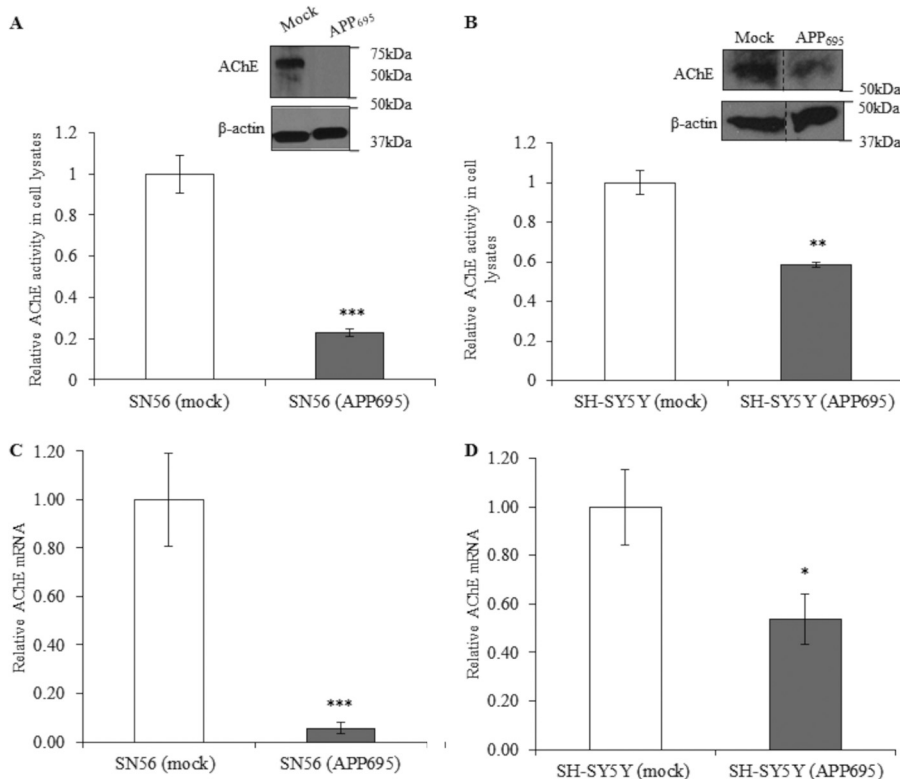 A
Mock
APP695
AChE
75kDa
50kDa
50kDa
β-actin
37kDa
Relative AChE activity in cell lysates
1.2
1
0.8
0.6
0.4
0.2
0
***
SN56 (mock)
SN56 (APP695)
B
Mock
APP695
AChE
50kDa
50kDa
β-actin
37kDa
Relative AChE activity in cell
lysates
1.2
1
0.8
0.6
0.4
0.2
0
**
SH-SY5Y (mock)
SH-SY5Y (APP695)
C
Relative AChE mRNA
1.20
1.00
0.80
0.60
0.40
0.20
0.00
***
SN56 (mock)
SN56 (APP695)
D
Relative AChE mRNA
1.20
1.00
0.80
0.60
0.40
0.20
0.00
*
SH-SY5Y (mock)
SH-SY5Y (APP695)